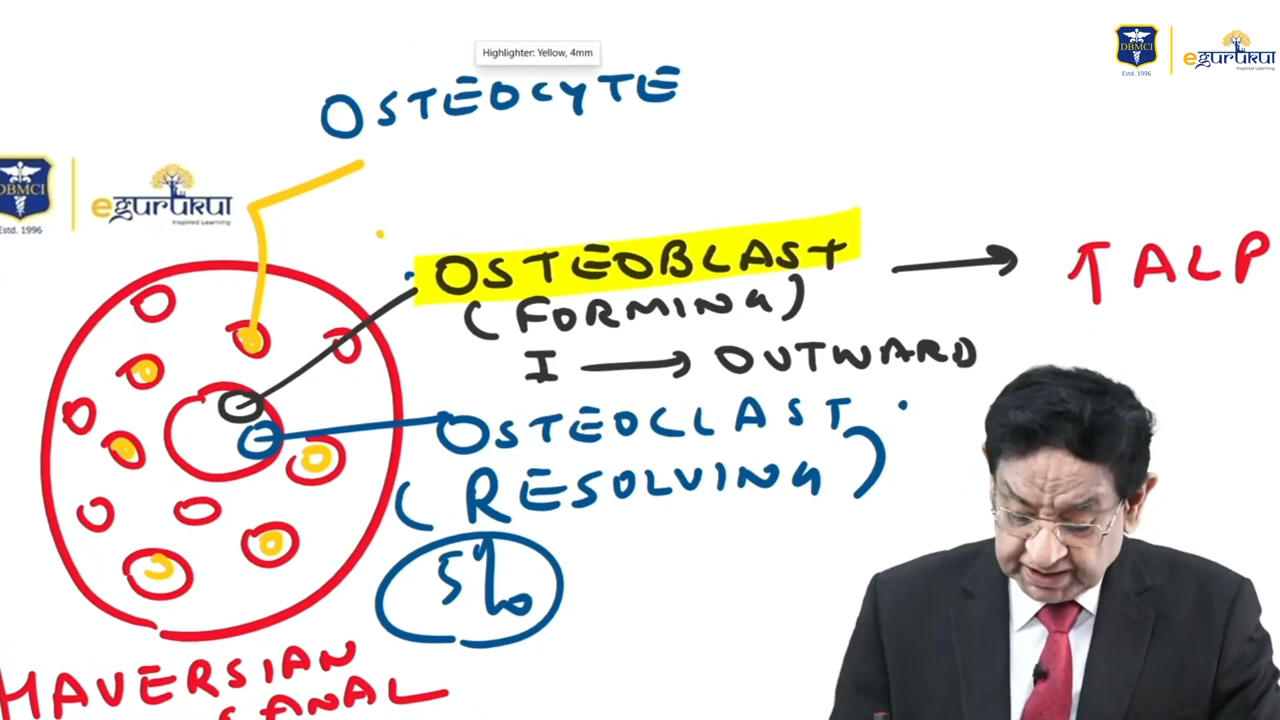 Highlighter: Yellow, 4mm
DBMCI
Estd. 1996
egurukul
Inspired Learning
OSTEOCYTE
DBMCI
Estd. 1996
egurukul
Inspired Learning
OSTEOBLAST → ↑ ALP
(FORMING)
I → OUTWARD
OSTEOCLAST
(RESOLVING)
5%
HAVERSIAN
CANAL